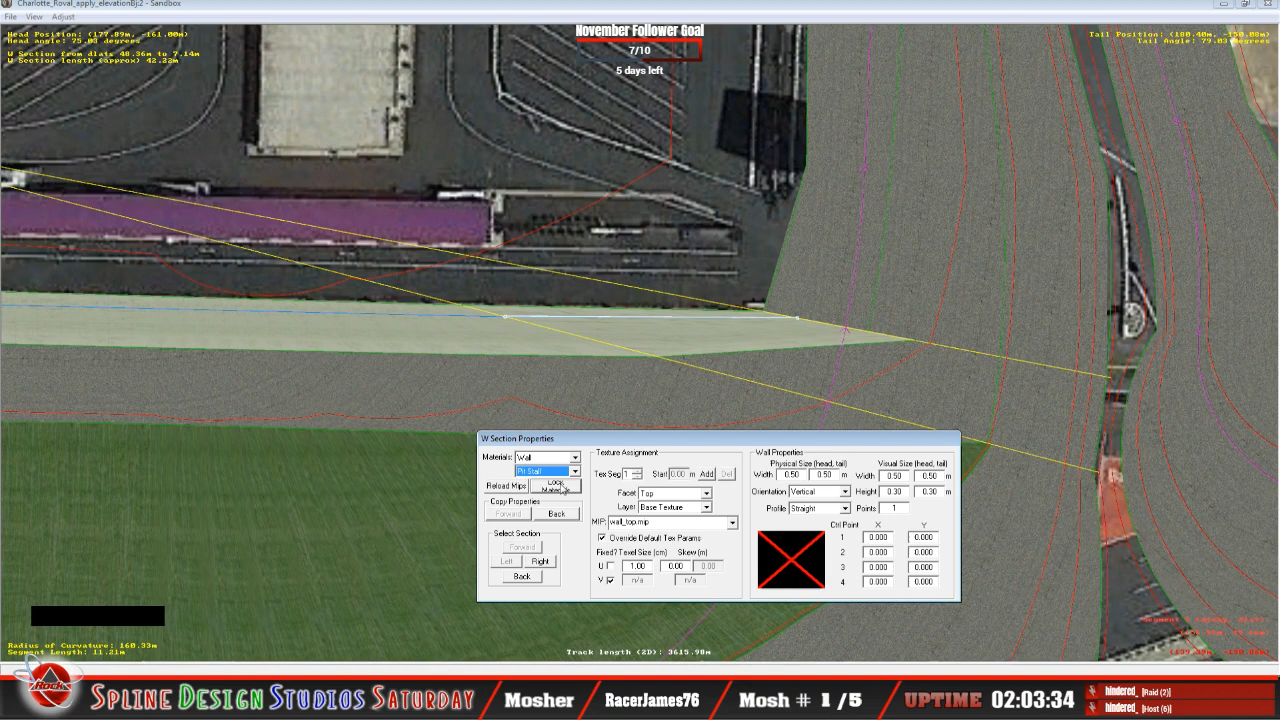 Charlotte_Roval_apply_elevationBj:2 - Sandbox
File View Adjust
Head Position: (177.89m, -161.00m)
Head angle: 75.03 degrees
W Section from dlat: 48.36m to 7.14m
W Section length (approx) 42.22m
November Follower Goal
7/10
5 days left
Tail Position: (180.40m, -150.08m)
Tail Angle: 79.03 degrees
W Section Properties
Materials: Wall
Pit Stall
Reload Mips
LOCK
Copy Properties
Forward Back
Select Section
Forward
Left Right
Back
Texture Assignment
Tex Seg 1 Start 0.00 m Add Del
Facet Top
Layer Base Texture
MIP: wall_top.mip
Override Default Tex Params
Fixed? Texel Size (cm) Skew (m)
U 1.00 0.00 0.00
V n/a n/a
Wall Properties
Physical Size (head, tail) Visual Size (head, tail)
Width 0.50 0.50 m Width 0.50 0.50 m
Orientation Vertical Height 0.30 0.30 m
Profile Straight Points 1
Ctrl Point X Y
1 0.000 0.000
2 0.000 0.000
3 0.000 0.000
4 0.000 0.000
Radius of Curvature: 160.33m
Segment Length: 11.21m
Track length (2D): 3615.98m
SPLINE DESIGN STUDIOS SATURDAY
Mosher
RacerJames76
Mosh # 1/5
UPTIME 02:03:34
hindered_ [Raid (2)]
hindered_ [Host (6)]